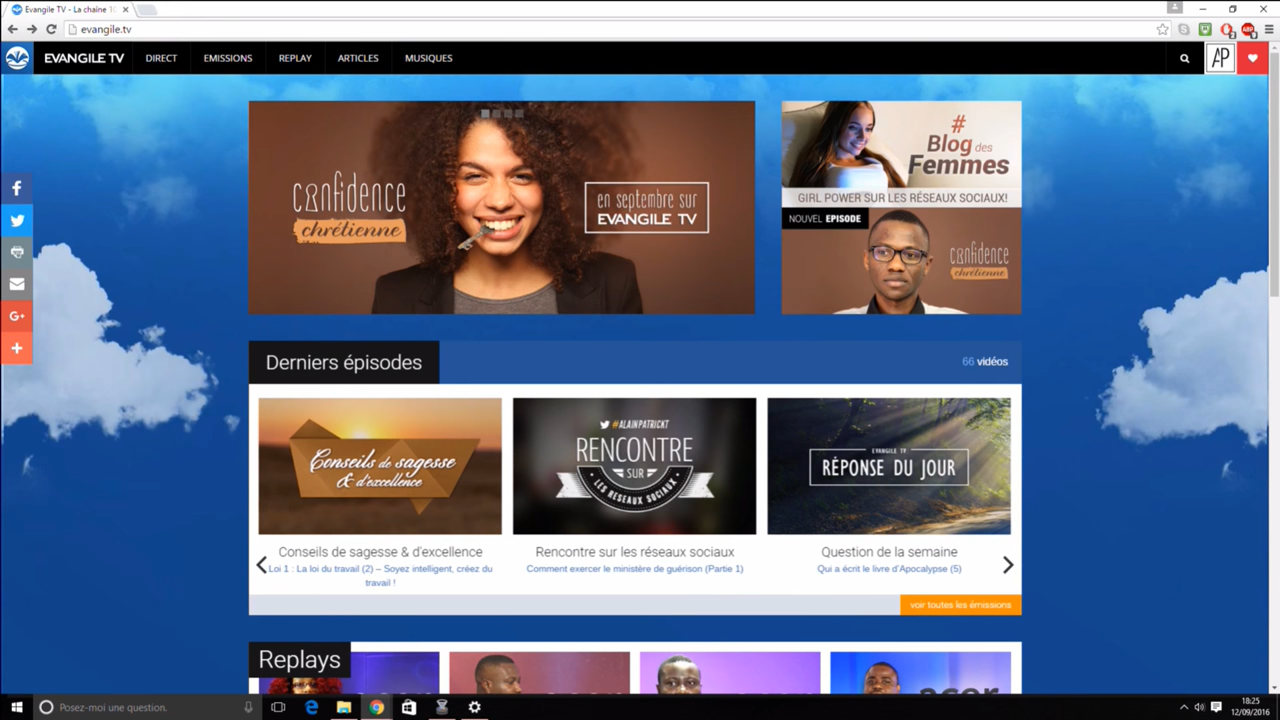 Evangile TV - La chaîne 1
evangile.tv
EVANGILE TV
DIRECT
EMISSIONS
REPLAY
ARTICLES
MUSIQUES
AP
confidence
chrétienne
en septembre sur
EVANGILE TV
#
Blog des
Femmes
GIRL POWER SUR LES RÉSEAUX SOCIAUX!
NOUVEL EPISODE
confidence
chrétienne
G+
Derniers épisodes
66 vidéos
Conseils de sagesse
& d'excellence
#ALAINPATRICKT
RENCONTRE
SUR
LES RÉSEAUX SOCIAUX
EVANGILE TV
RÉPONSE DU JOUR
Conseils de sagesse & d'excellence
Loi 1 : La loi du travail (2) – Soyez intelligent, créez du
travail !
Rencontre sur les réseaux sociaux
Comment exercer le ministère de guérison (Partie 1)
Question de la semaine
Qui a écrit le livre d'Apocalypse (5)
voir toutes les émissions
Replays
Posez-moi une question.
18:25
12/09/2016